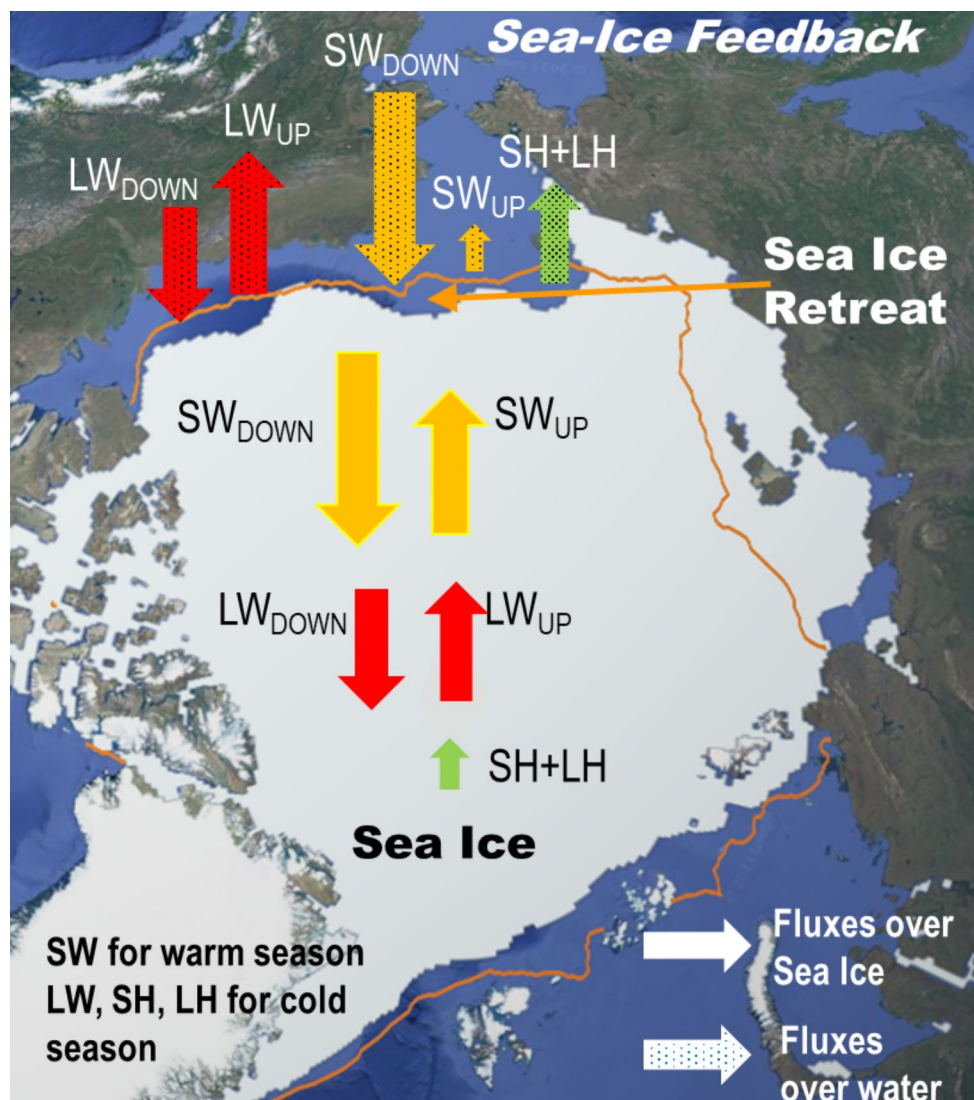 Sea-Ice Feedback
SW_DOWN
LW_UP
SH+LH
LW_DOWN
SW_UP
Sea Ice
Retreat
SW_DOWN
SW_UP
LW_DOWN
LW_UP
SH+LH
Sea Ice
SW for warm season
LW, SH, LH for cold
season
Fluxes over
Sea Ice
Fluxes
over water